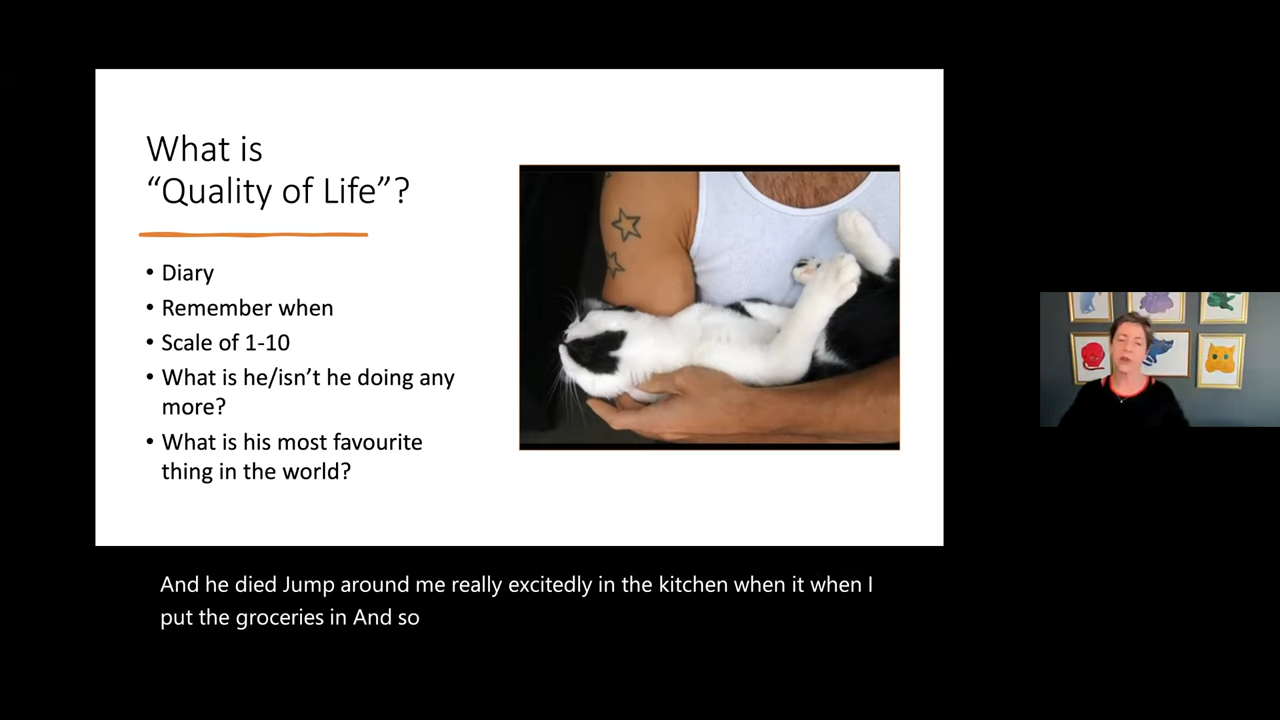 What is
“Quality of Life”?
• Diary
• Remember when
• Scale of 1-10
• What is he/isn’t he doing any
more?
• What is his most favourite
thing in the world?
And he died Jump around me really excitedly in the kitchen when it when I
put the groceries in And so